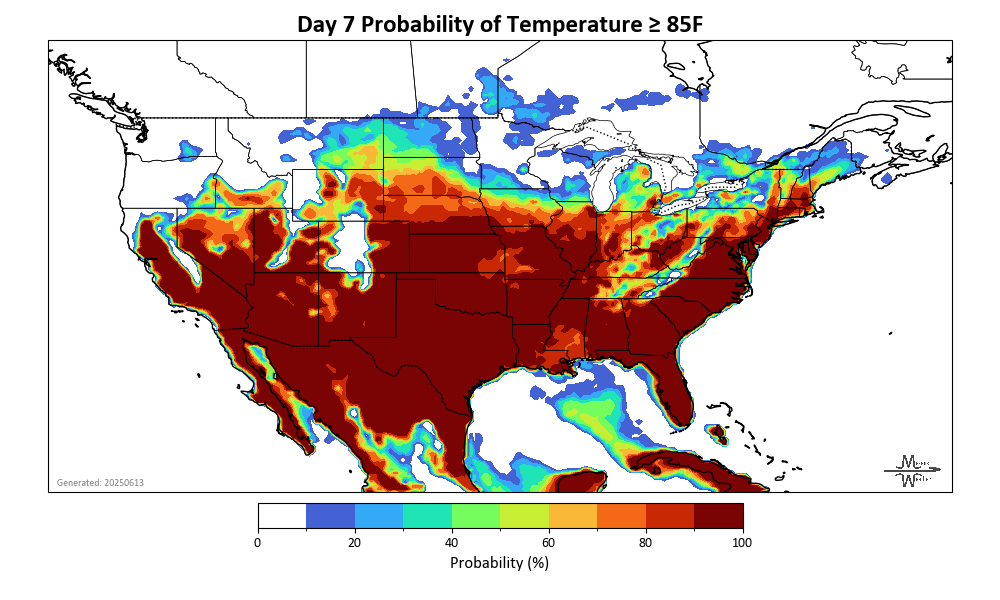 Day 7 Probability of Temperature ≥ 85F
Generated: 20250613
0 20 40 60 80 100
Probability (%)